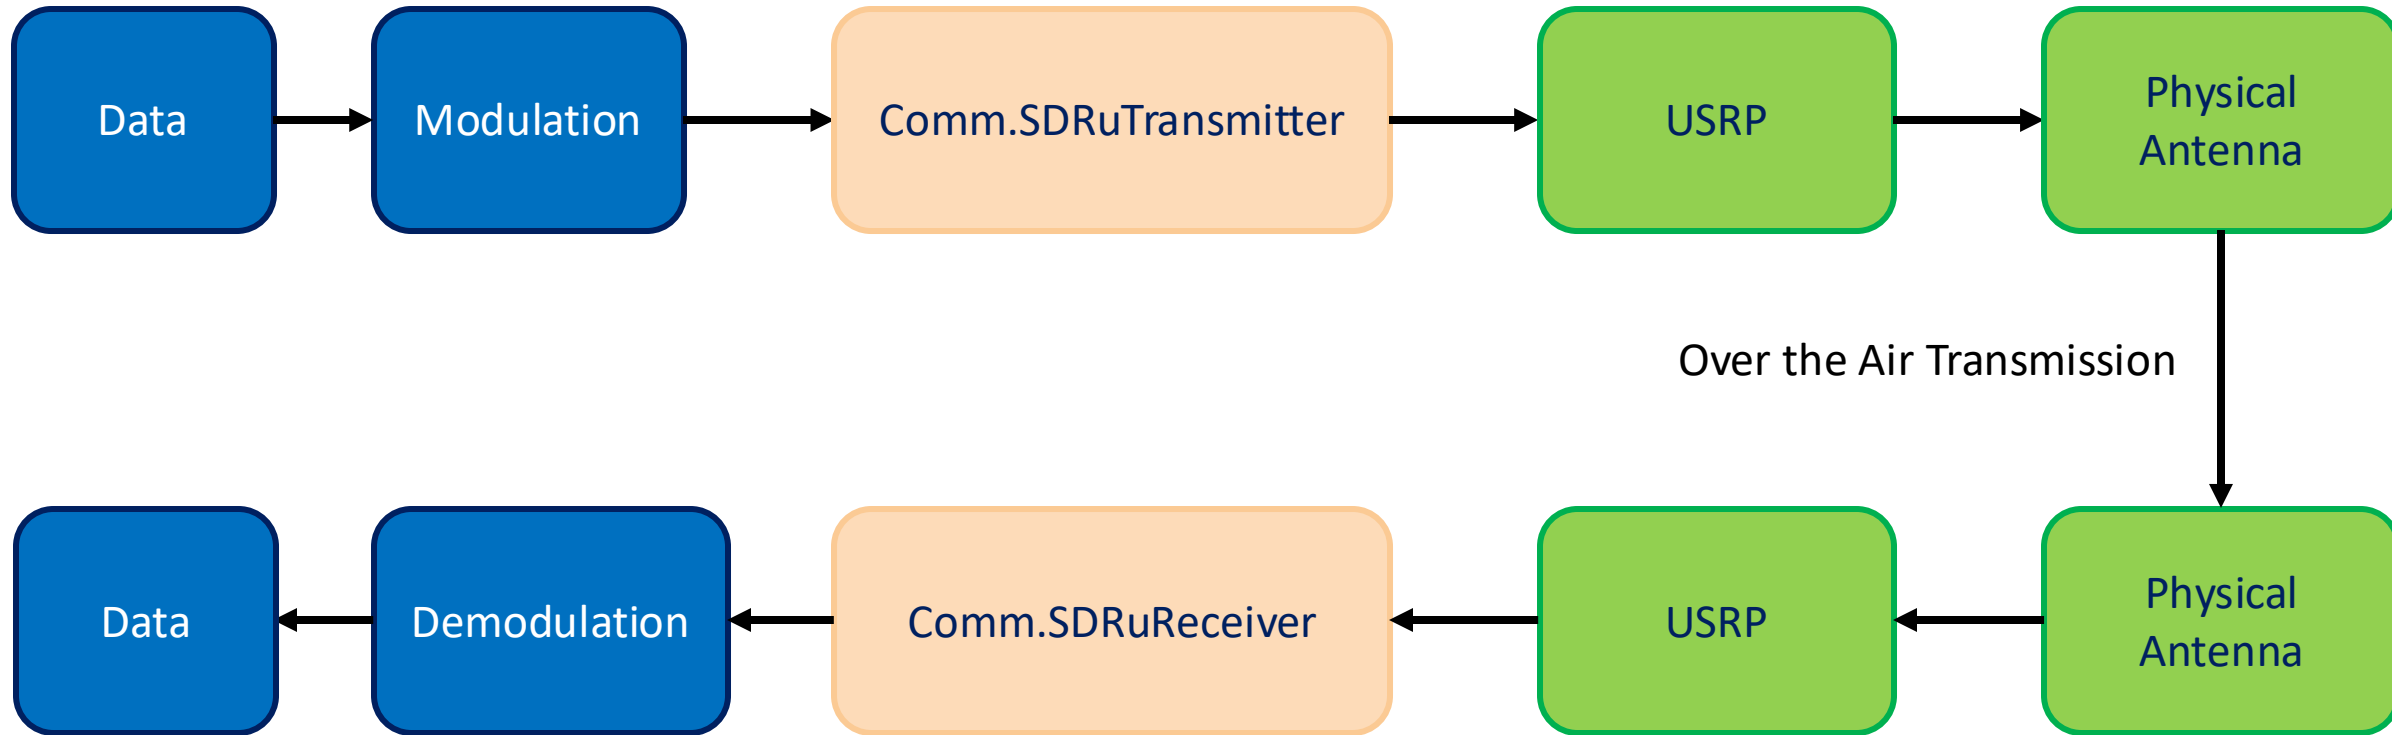 Data
Modulation
Comm.SDRuTransmitter
USRP
Physical
Antenna
Over the Air Transmission
Data
Demodulation
Comm.SDRuReceiver
USRP
Physical
Antenna